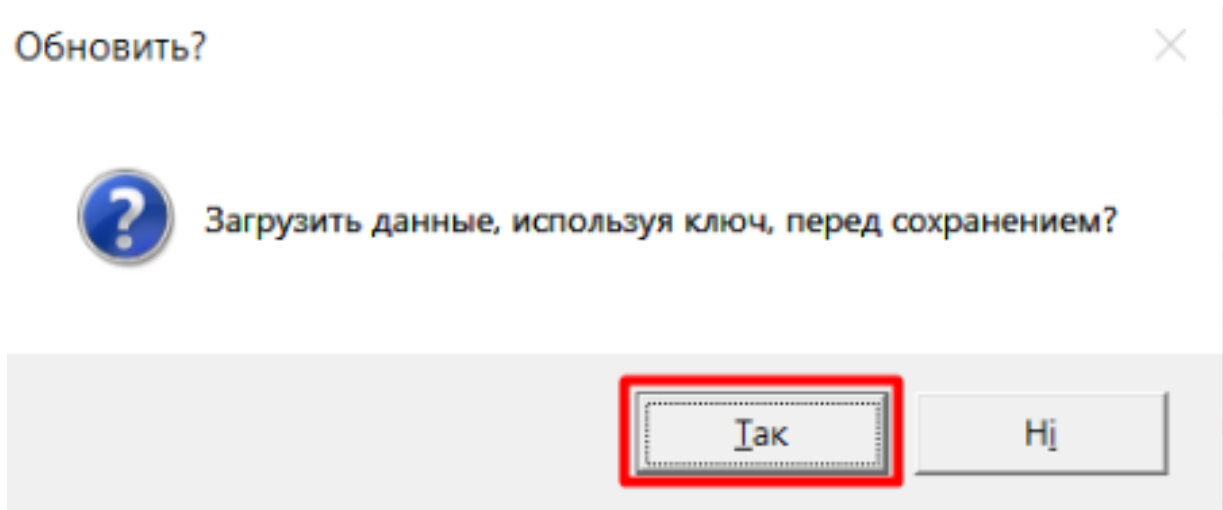 Обновить?
Загрузить данные, используя ключ, перед сохранением?
Так
Ні